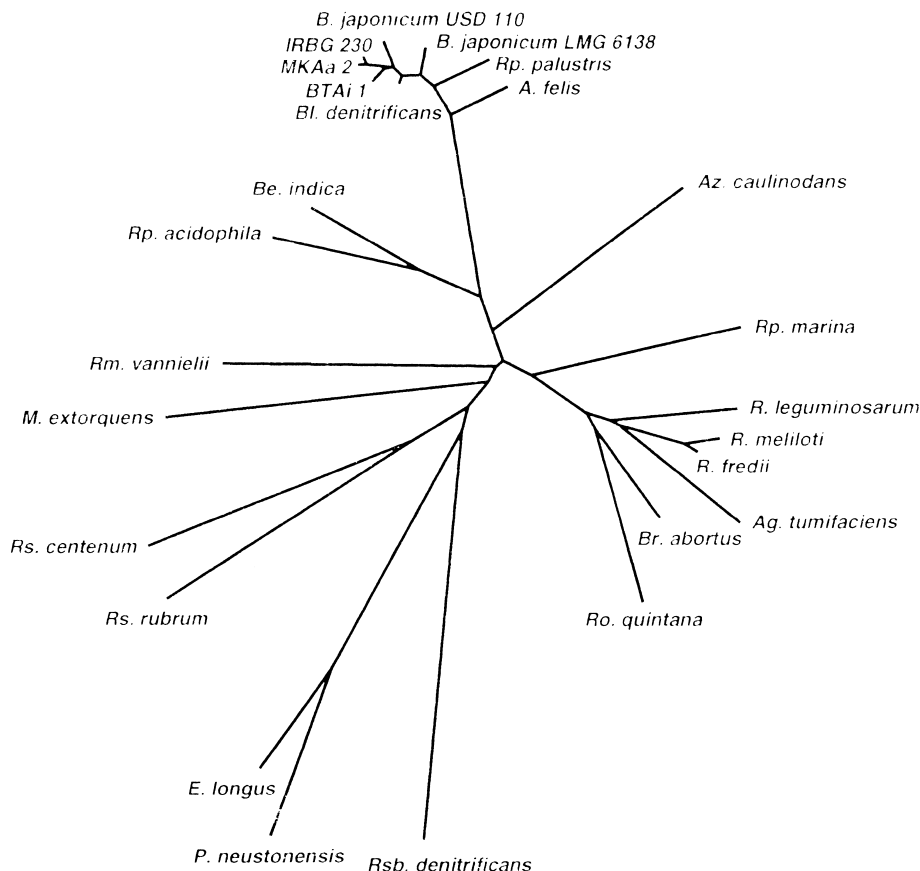 B. japonicum USD 110
IRBG 230
B. japonicum LMG 6138
MKAa 2
Rp. palustris
BTAi 1
A. felis
Bl. denitrificans
Be. indica
Az. caulinodans
Rp. acidophila
Rp. marina
Rm. vannielii
M. extorquens
R. leguminosarum
R. meliloti
R. fredii
Ag. tumifaciens
Br. abortus
Rs. centenum
Rs. rubrum
Ro. quintana
E. longus
P. neustonensis
Rsb. denitrificans